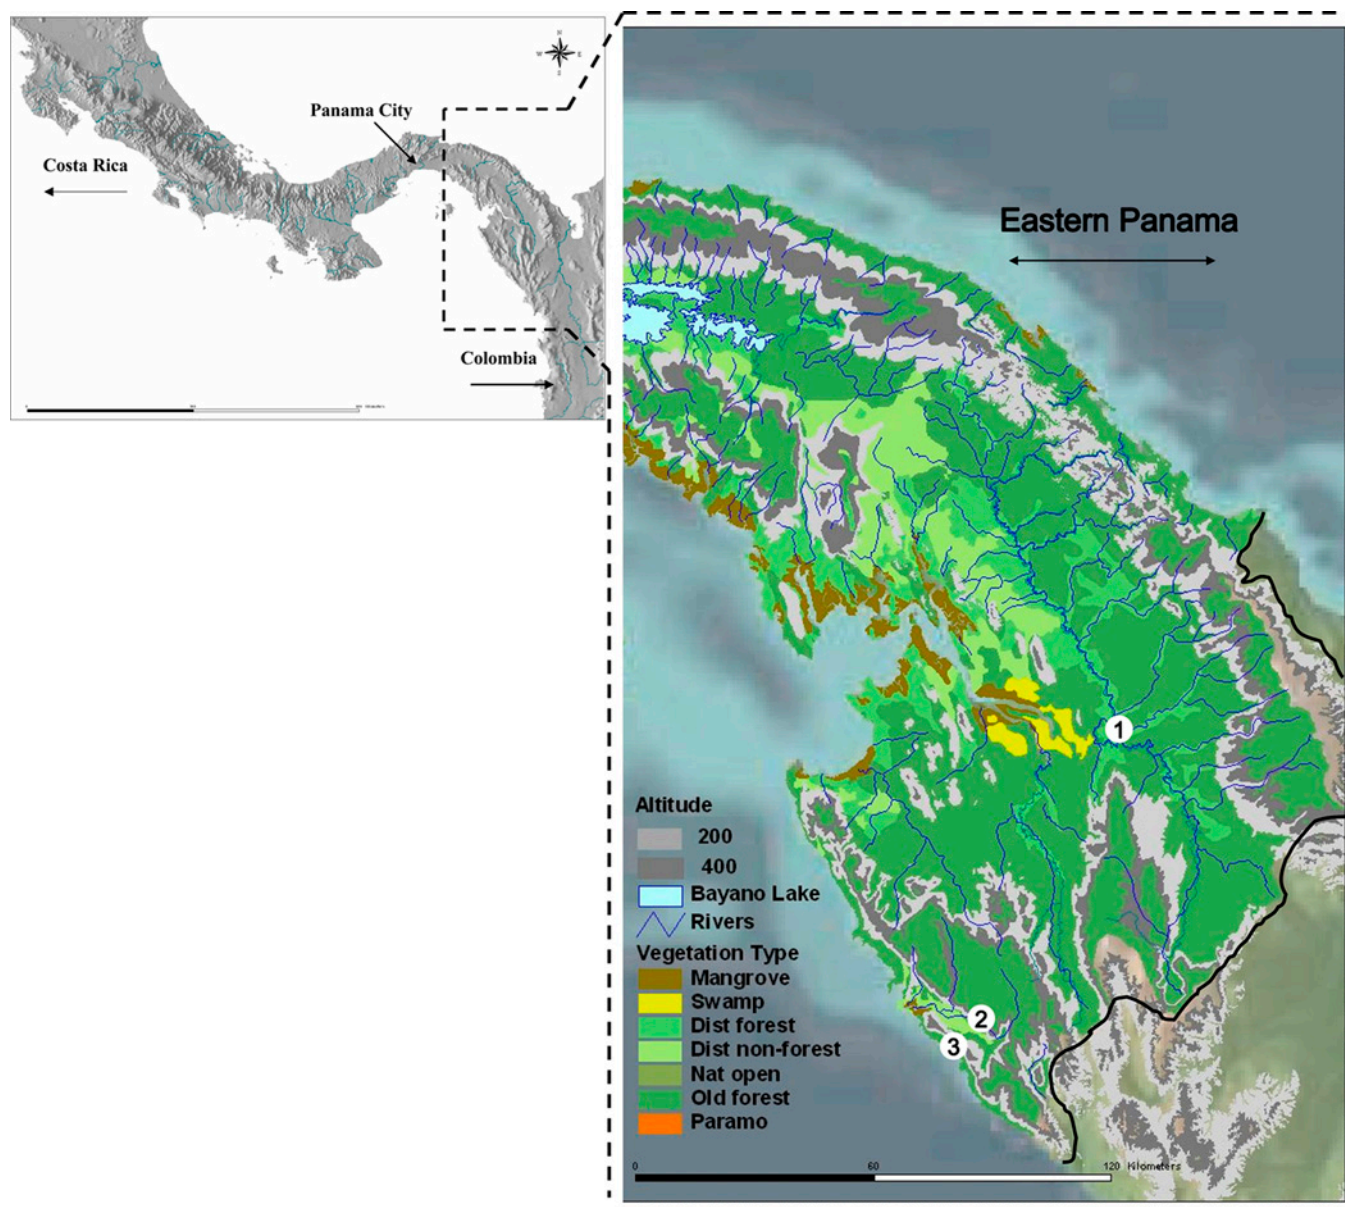 N
W E
S
Panama City
Costa Rica
Colombia
Eastern Panama
1
2
3
Altitude
200
400
Bayano Lake
Rivers
Vegetation Type
Mangrove
Swamp
Dist forest
Dist non-forest
Nat open
Old forest
Paramo
0 60 120 Kilometers